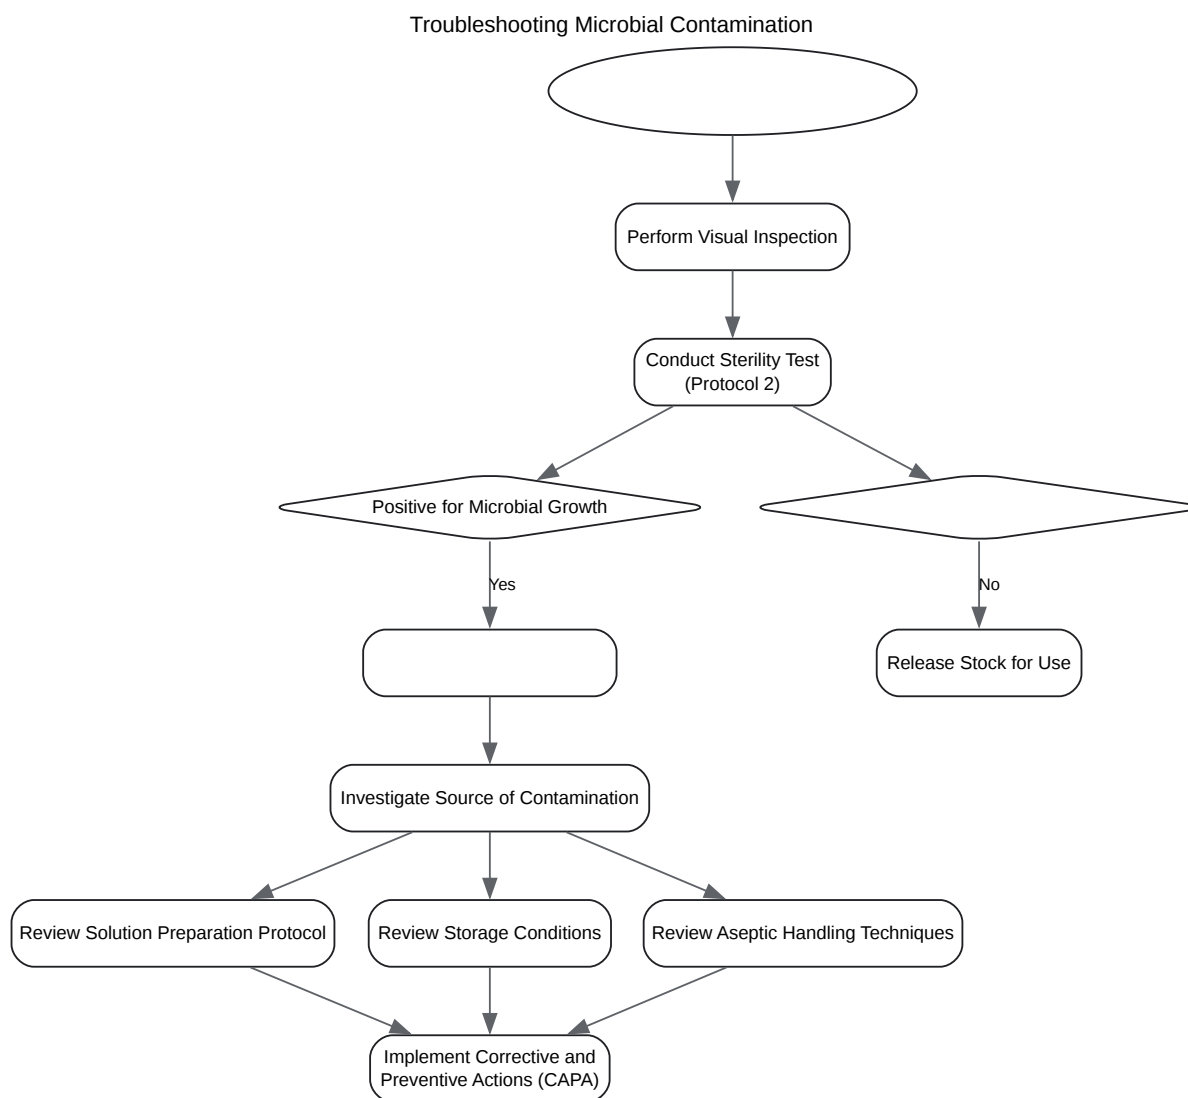 Troubleshooting Microbial Contamination
Perform Visual Inspection
Conduct Sterility Test
(Protocol 2)
Positive for Microbial Growth
Yes
No
Release Stock for Use
Investigate Source of Contamination
Review Solution Preparation Protocol
Review Storage Conditions
Review Aseptic Handling Techniques
Implement Corrective and
Preventive Actions (CAPA)